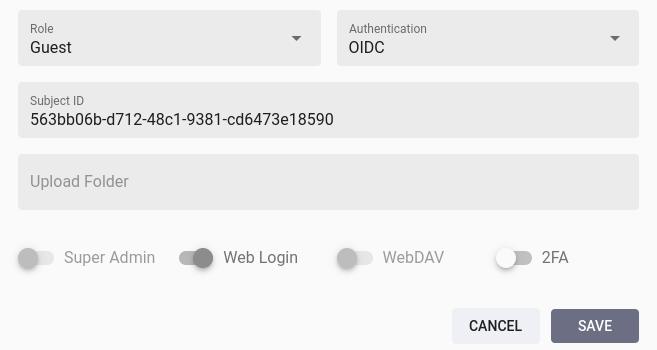 Role
Guest
Authentication
OIDC
Subject ID
563bb06b-d712-48c1-9381-cd6473e18590
Upload Folder
Super Admin
Web Login
WebDAV
2FA
CANCEL
SAVE